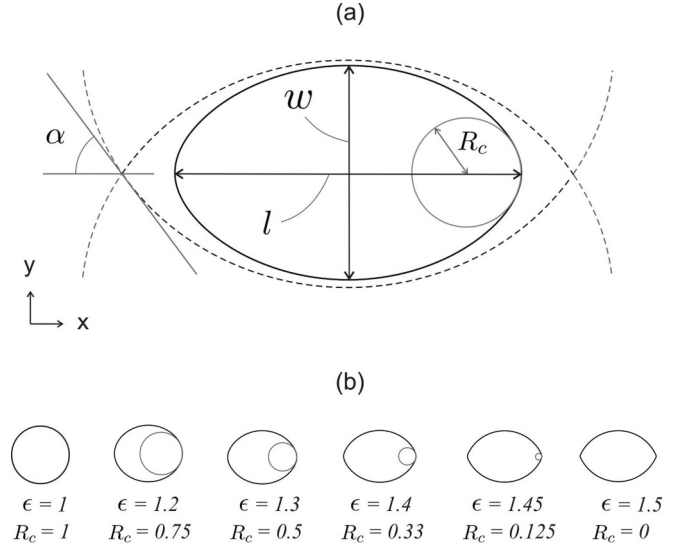 (a)
w
α
R_c
l
y
x
(b)
ϵ = 1 ϵ = 1.2 ϵ = 1.3 ϵ = 1.4 ϵ = 1.45 ϵ = 1.5
R_c = 1 R_c = 0.75 R_c = 0.5 R_c = 0.33 R_c = 0.125 R_c = 0